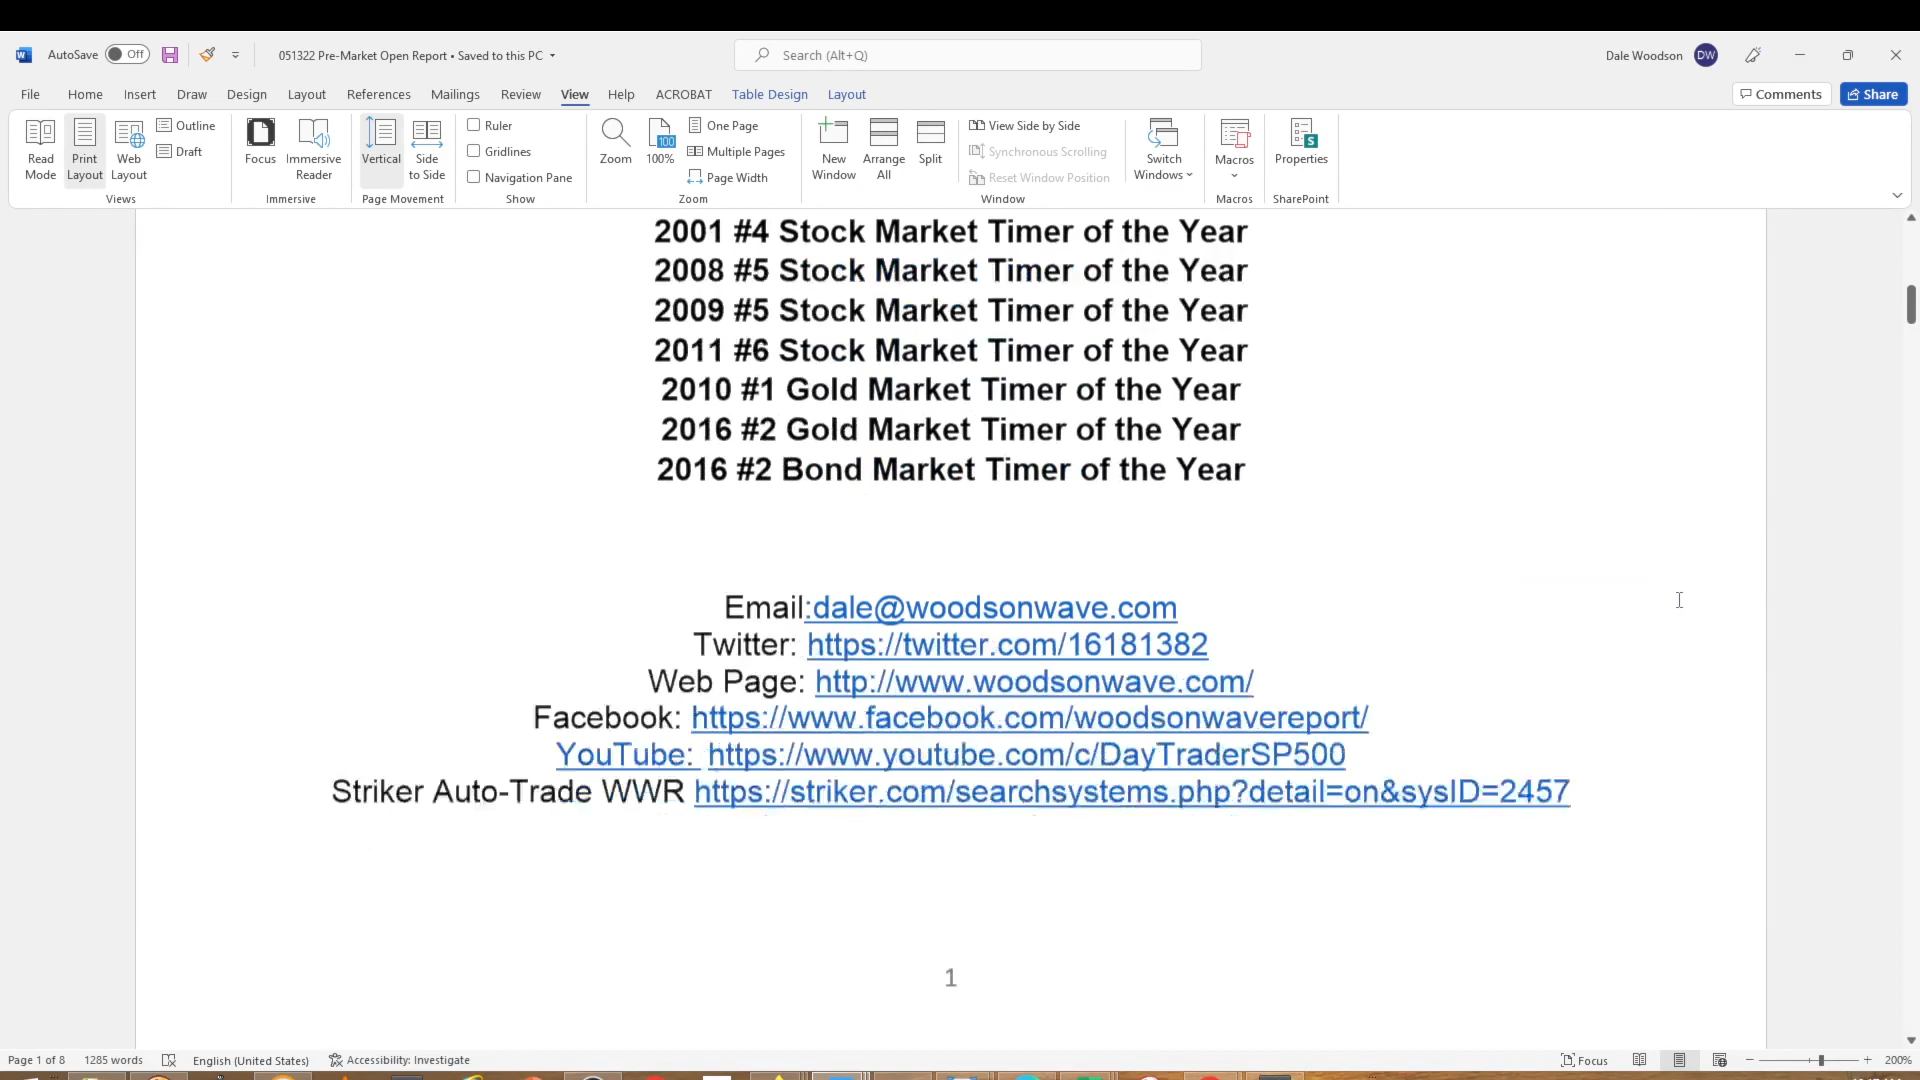 AutoSave Off 051322 Pre-Market Open Report • Saved to this PC Search (Alt+Q) Dale Woodson DW
File Home Insert Draw Design Layout References Mailings Review View Help ACROBAT Table Design Layout Comments Share
Read Mode
Print Layout
Web Layout
Outline
Draft
Views
Focus
Immersive Reader
Immersive
Vertical
Side to Side
Page Movement
Ruler
Gridlines
Navigation Pane
Show
Zoom
100
100%
One Page
Multiple Pages
Page Width
Zoom
New Window
Arrange All
Split
View Side by Side
Synchronous Scrolling
Reset Window Position
Window
Switch Windows
Macros
Macros
Properties
SharePoint
2001 #4 Stock Market Timer of the Year
2008 #5 Stock Market Timer of the Year
2009 #5 Stock Market Timer of the Year
2011 #6 Stock Market Timer of the Year
2010 #1 Gold Market Timer of the Year
2016 #2 Gold Market Timer of the Year
2016 #2 Bond Market Timer of the Year
Email:dale@woodsonwave.com
Twitter: https://twitter.com/16181382
Web Page: http://www.woodsonwave.com/
Facebook: https://www.facebook.com/woodsonwavereport/
YouTube: https://www.youtube.com/c/DayTraderSP500
Striker Auto-Trade WWR https://striker.com/searchsystems.php?detail=on&sysID=2457
1
Page 1 of 8 1285 words English (United States) Accessibility: Investigate Focus 200%